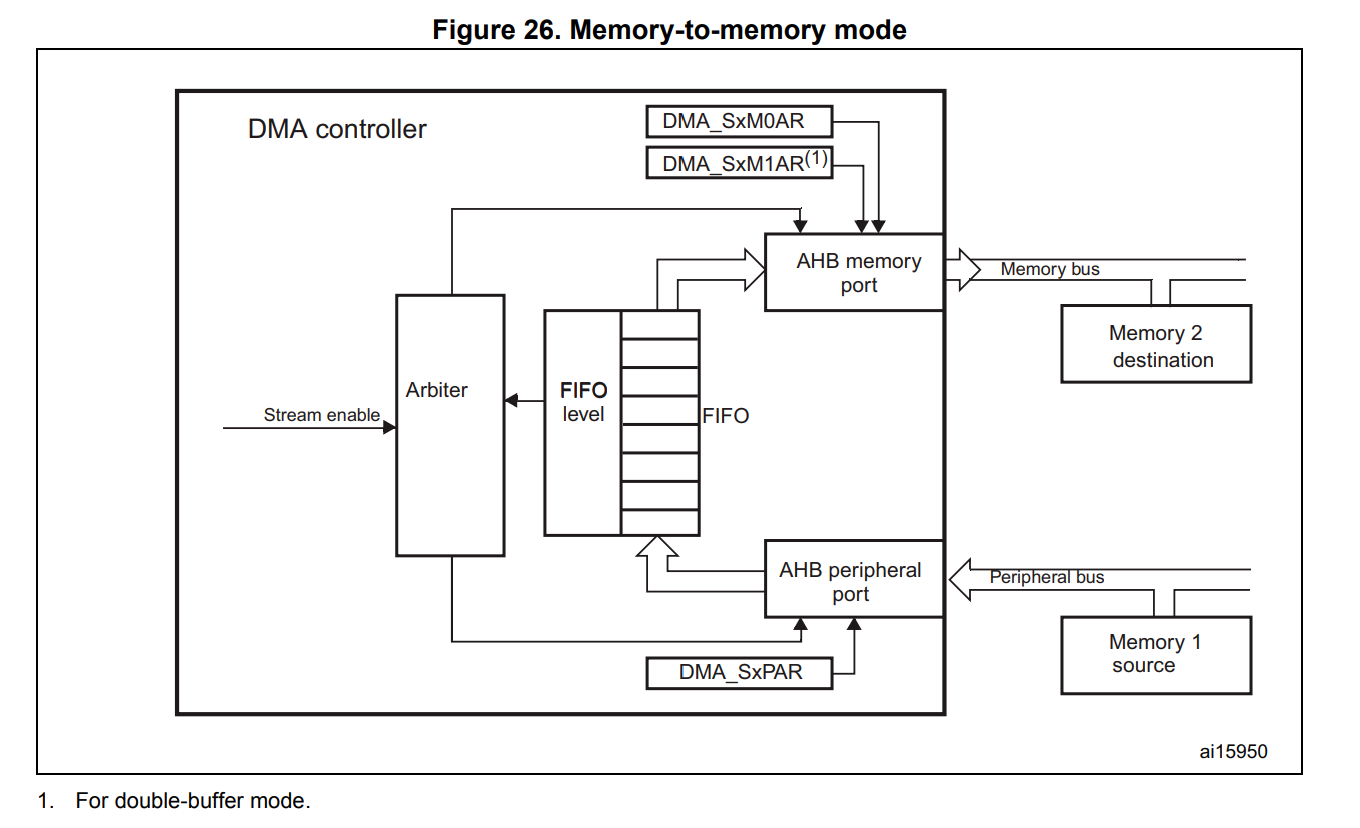 Figure 26. Memory-to-memory mode
DMA controller
DMA_SxM0AR
DMA_SxM1AR(1)
AHB memory
port
Memory bus
Memory 2
destination
Arbiter
Stream enable
FIFO
level
FIFO
AHB peripheral
port
Peripheral bus
Memory 1
source
DMA_SxPAR
ai15950
1. For double-buffer mode.